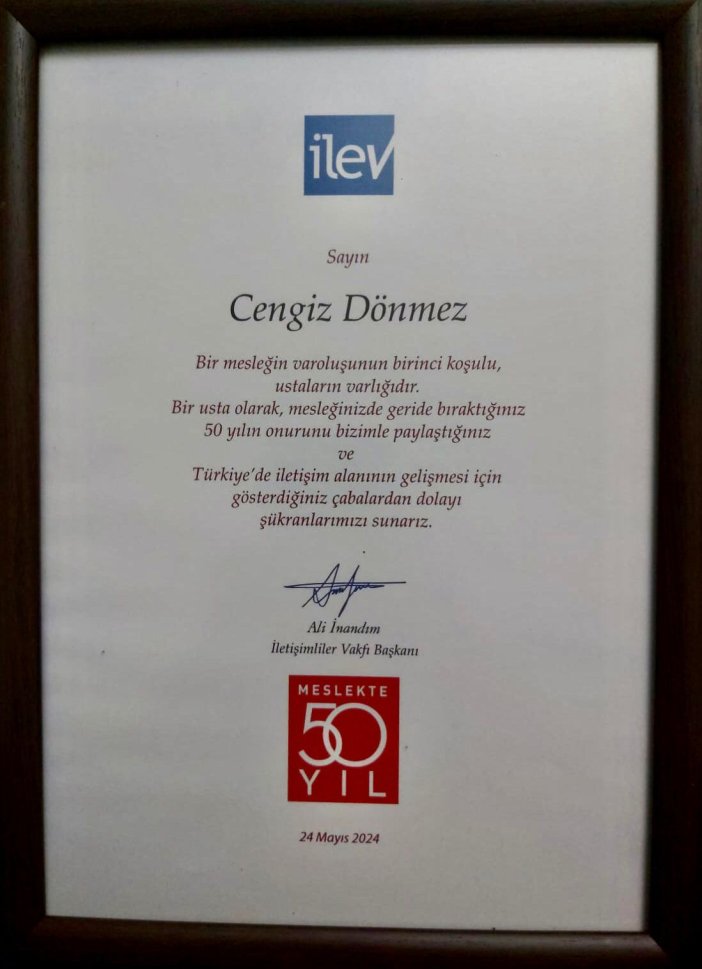 ilev
Sayın
Cengiz Dönmez
Bir mesleğin varoluşunun birinci koşulu,
ustaların varlığıdır.
Bir usta olarak, mesleğinizde geride bıraktığınız
50 yılın onurunu bizimle paylaştığınız
ve
Türkiye'de iletişim alanının gelişmesi için
gösterdiğiniz çabalardan dolayı
şükranlarımızı sunarız.
Ali İnandım
İletişimliler Vakfı Başkanı
MESLEKTE
50
YIL
24 Mayıs 2024